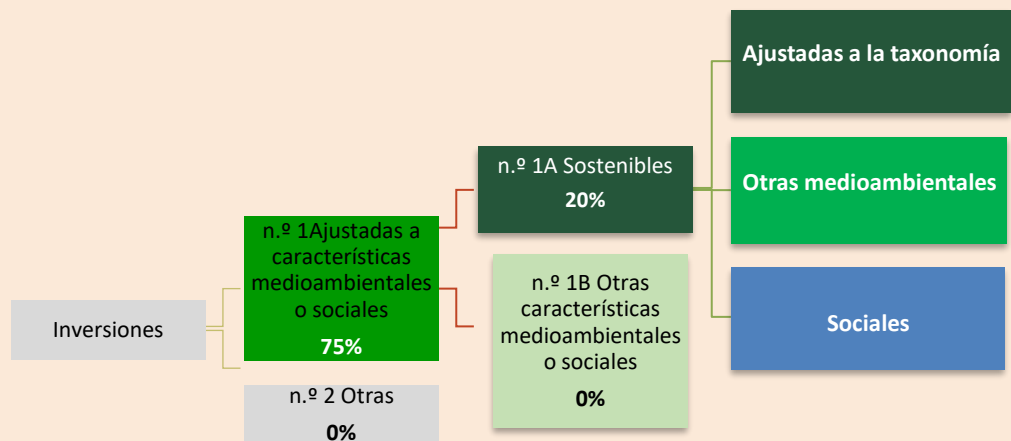 Inversiones
n.º 1Ajustadas a
características
medioambientales
o sociales
75%
n.º 2 Otras
0%
n.º 1A Sostenibles
20%
n.º 1B Otras
características
medioambientales
o sociales
0%
Ajustadas a la taxonomía
Otras medioambientales
Sociales